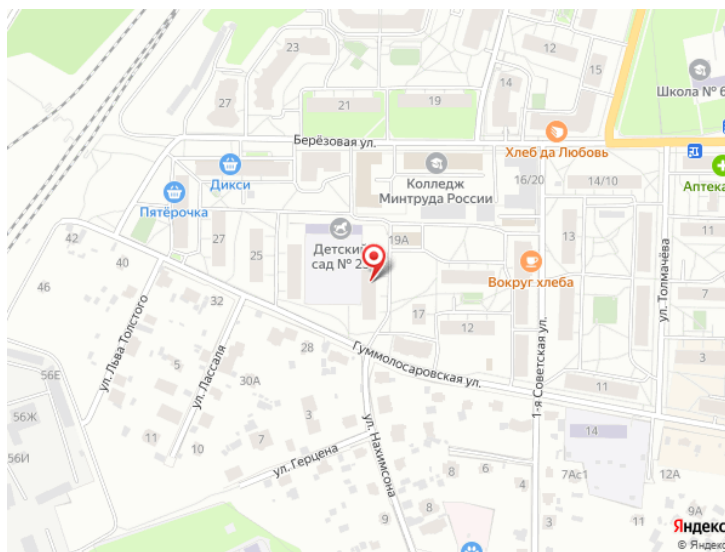 23
12
14
15
Школа № 6
27
21
19
Берёзовая ул.
Хлеб да Любовь
Дикси
Колледж
Минтруда России
16/20
14/10
Аптека
Пятёрочка
11
42
40
27
25
Детский
сад № 2
19А
13
Вокруг хлеба
ул. Толмачёва
7
46
32
17
12
ул. Льва Толстого
ул. Лассаля
28
Гуммолосаровская ул.
1-я Советская ул.
3
56Е
30А
11
56Ж
3
14
11
10
7
8
56И
ул. Герцена
ул. Нахимсона
8
6
4
7Ас1
12А
4
9
8
9А
Яндекс
© Яндекс